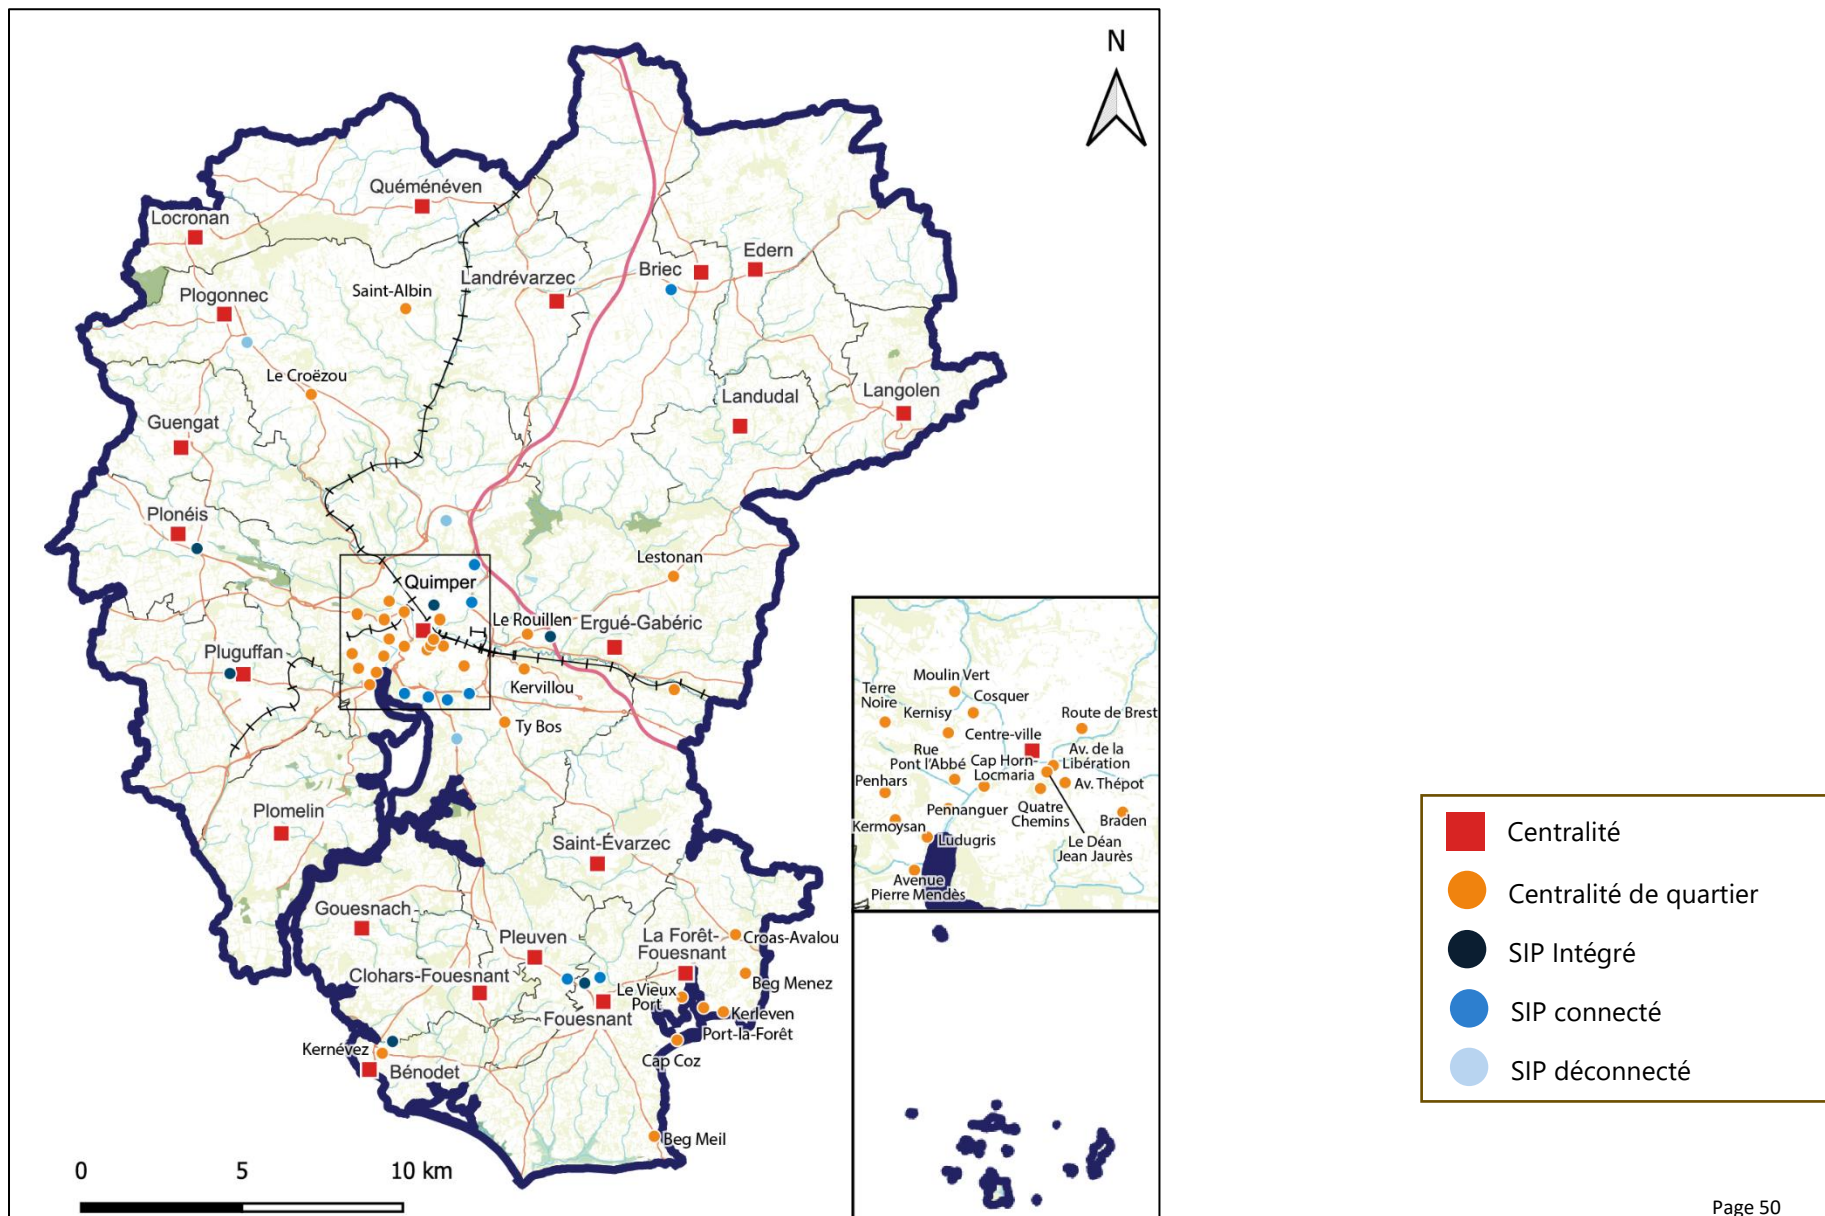 N
Quéménéven
Locronan
Edern
Briec
Landrévarzec
Saint-Albin
Plogonnec
Le Croëzou
Landudal
Langolen
Guengat
Plonéis
Lestonan
Quimper
Le Rouillen
Ergué-Gabéric
Pluguffan
Kervillou
Ty Bos
Plomelin
Saint-Évarzec
Gouesnach
Pleuven
La Forêt-
Fouesnant
Croas-Avalou
Clohars-Fouesnant
Beg Menez
Le Vieux
Port
Fouesnant
Kerleven
Port-la-Forêt
Kernévez
Cap Coz
Bénodet
Beg Meil
0 5 10 km
Moulin Vert
Terre
Noire
Cosquer
Kernisy
Route de Brest
Centre-ville
Rue
Pont l'Abbé
Cap Horn-
Locmaria
Av. de la
Libération
Penhars
Av. Thépot
Pennanguer
Quatre
Chemins
Braden
Kermoysan
Ludugris
Le Déan
Jean Jaurès
Avenue
Pierre Mendès
Centralité
Centralité de quartier
SIP Intégré
SIP connecté
SIP déconnecté
Page 50